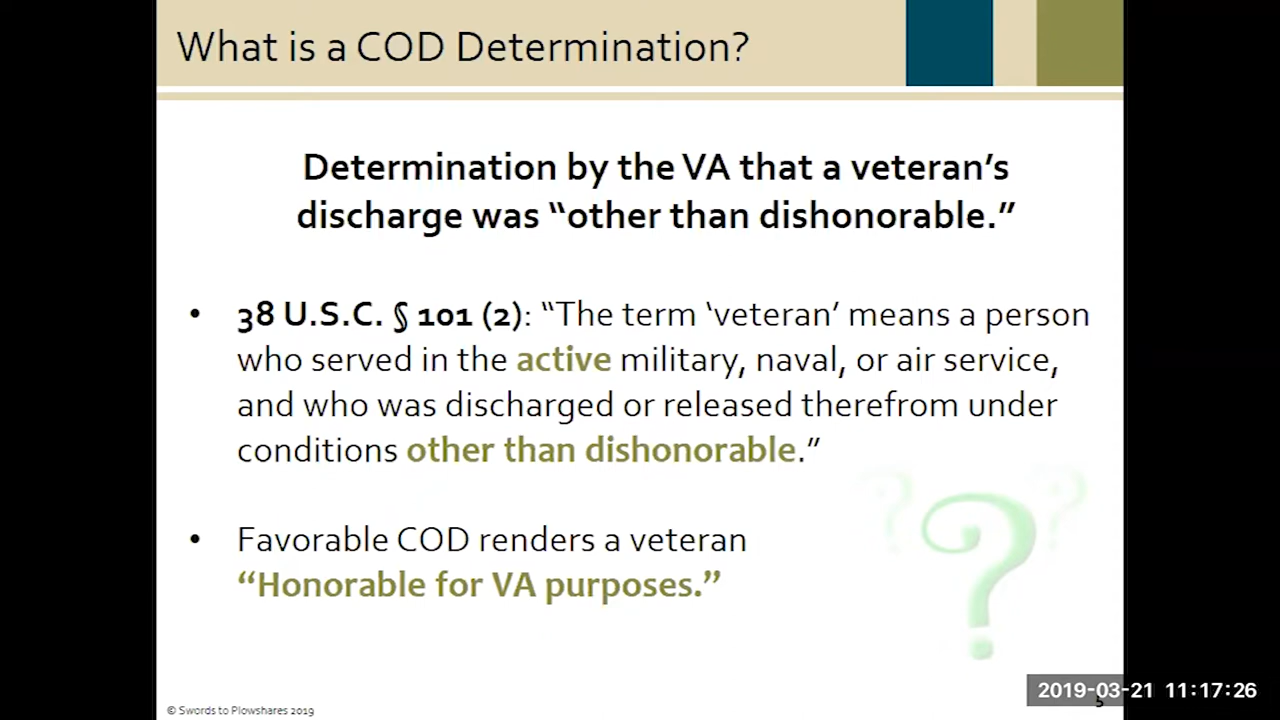 What is a COD Determination?
Determination by the VA that a veteran’s
discharge was “other than dishonorable.”
• 38 U.S.C. § 101 (2): “The term ‘veteran’ means a person
who served in the active military, naval, or air service,
and who was discharged or released therefrom under
conditions other than dishonorable.”
• Favorable COD renders a veteran
“Honorable for VA purposes.”
2019-03-21 11:17:26
5
© Swords to Plowshares 2019